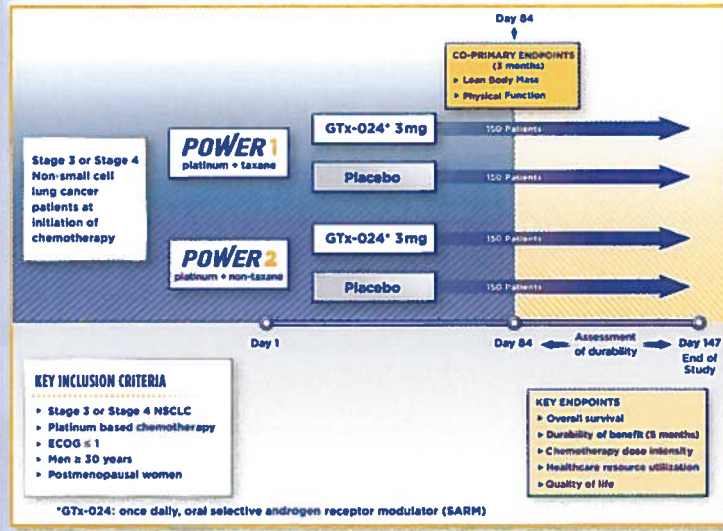 Day 84
CO-PRIMARY ENDPOINTS
(3 months)
▸ Lean Body Mass
▸ Physical Function
Stage 3 or Stage 4
Non-small cell
lung cancer
patients at
initiation of
chemotherapy
POWER 1
platinum + taxane
GTx-024* 3mg
150 Patients
Placebo
150 Patients
POWER 2
platinum + non-taxane
GTx-024* 3mg
150 Patients
Placebo
150 Patients
Day 1
Day 84
Assessment
of durability
Day 147
End of
Study
KEY INCLUSION CRITERIA
▸ Stage 3 or Stage 4 NSCLC
▸ Platinum based chemotherapy
▸ ECOG ≤ 1
▸ Men ≥ 30 years
▸ Postmenopausal women
KEY ENDPOINTS
▸ Overall survival
▸ Durability of benefit (5 months)
▸ Chemotherapy dose intensity
▸ Healthcare resource utilization
▸ Quality of life
*GTx-024: once daily, oral selective androgen receptor modulator (SARM)